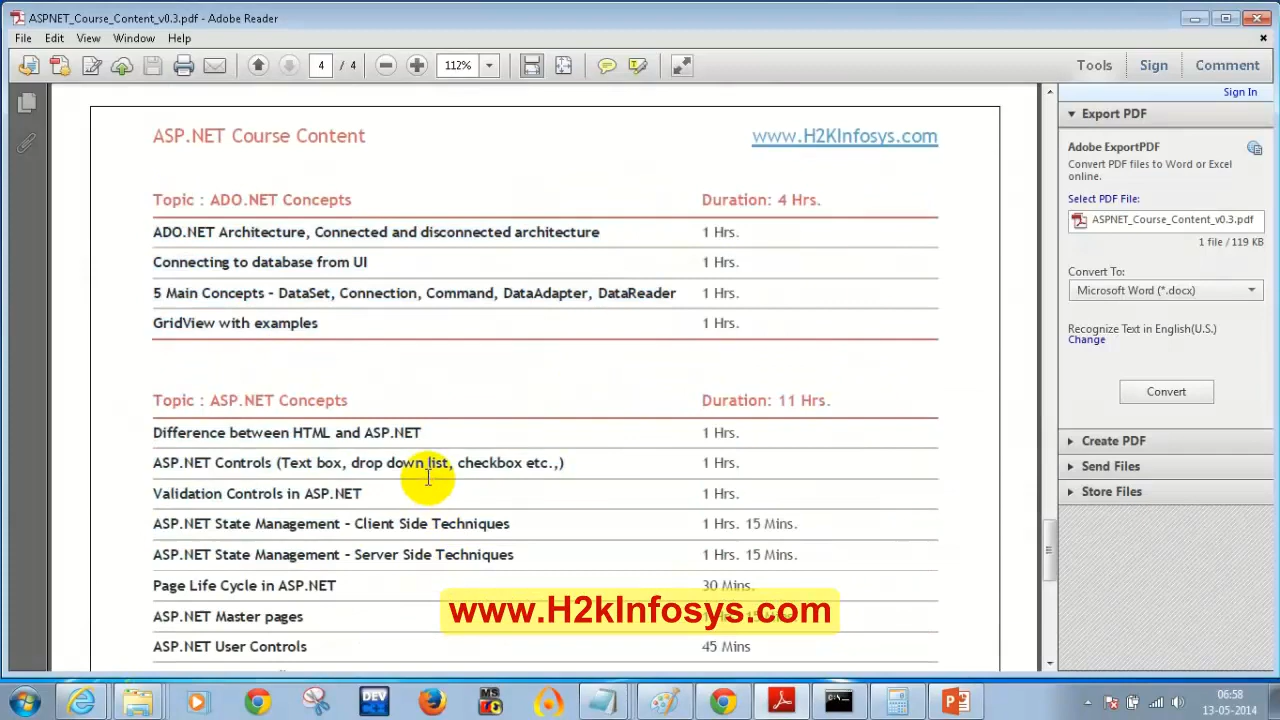 ASPNET_Course_Content_v0.3.pdf - Adobe Reader
File Edit View Window Help
4 / 4 112% Tools Sign Comment
Sign In
Export PDF
Adobe ExportPDF
Convert PDF files to Word or Excel
online.
Select PDF File:
ASPNET_Course_Content_v0.3.pdf
1 file / 119 KB
Convert To:
Microsoft Word (*.docx)
Recognize Text in English(U.S.)
Change
Convert
Create PDF
Send Files
Store Files
ASP.NET Course Content www.H2KInfosys.com
Topic : ADO.NET Concepts Duration: 4 Hrs.
ADO.NET Architecture, Connected and disconnected architecture 1 Hrs.
Connecting to database from UI 1 Hrs.
5 Main Concepts - DataSet, Connection, Command, DataAdapter, DataReader 1 Hrs.
GridView with examples 1 Hrs.
Topic : ASP.NET Concepts Duration: 11 Hrs.
Difference between HTML and ASP.NET 1 Hrs.
ASP.NET Controls (Text box, drop down list, checkbox etc.,) 1 Hrs.
Validation Controls in ASP.NET 1 Hrs.
ASP.NET State Management - Client Side Techniques 1 Hrs. 15 Mins.
ASP.NET State Management - Server Side Techniques 1 Hrs. 15 Mins.
Page Life Cycle in ASP.NET 30 Mins.
www.H2kInfosys.com
ASP.NET Master pages
ASP.NET User Controls 45 Mins
DEV
MS
C:\
06:58
13-05-2014